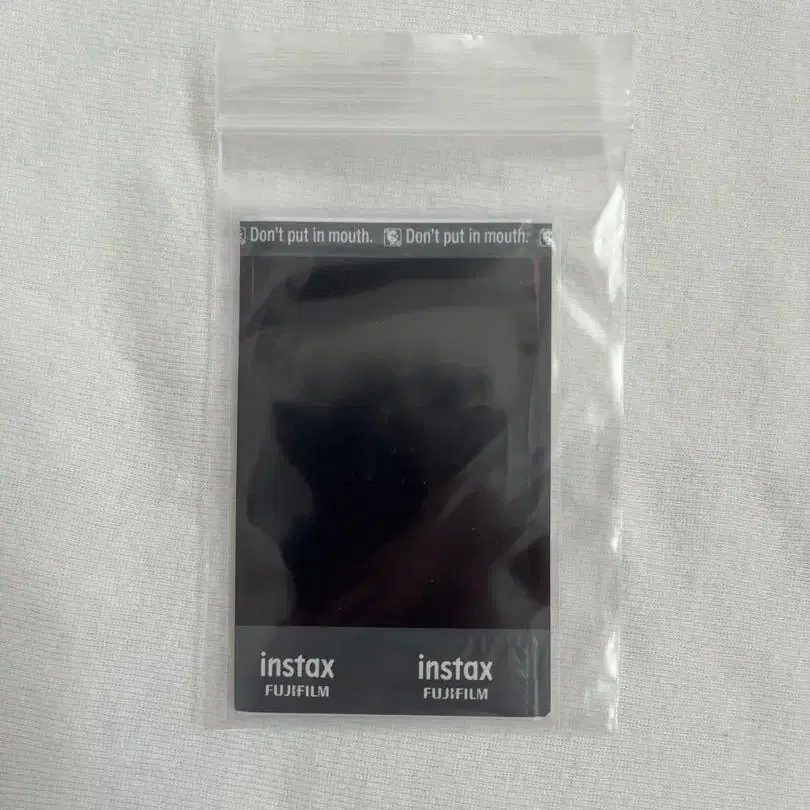 Don't put in mouth. Don't put in mouth.
instax instax
FUJIFILM FUJIFILM